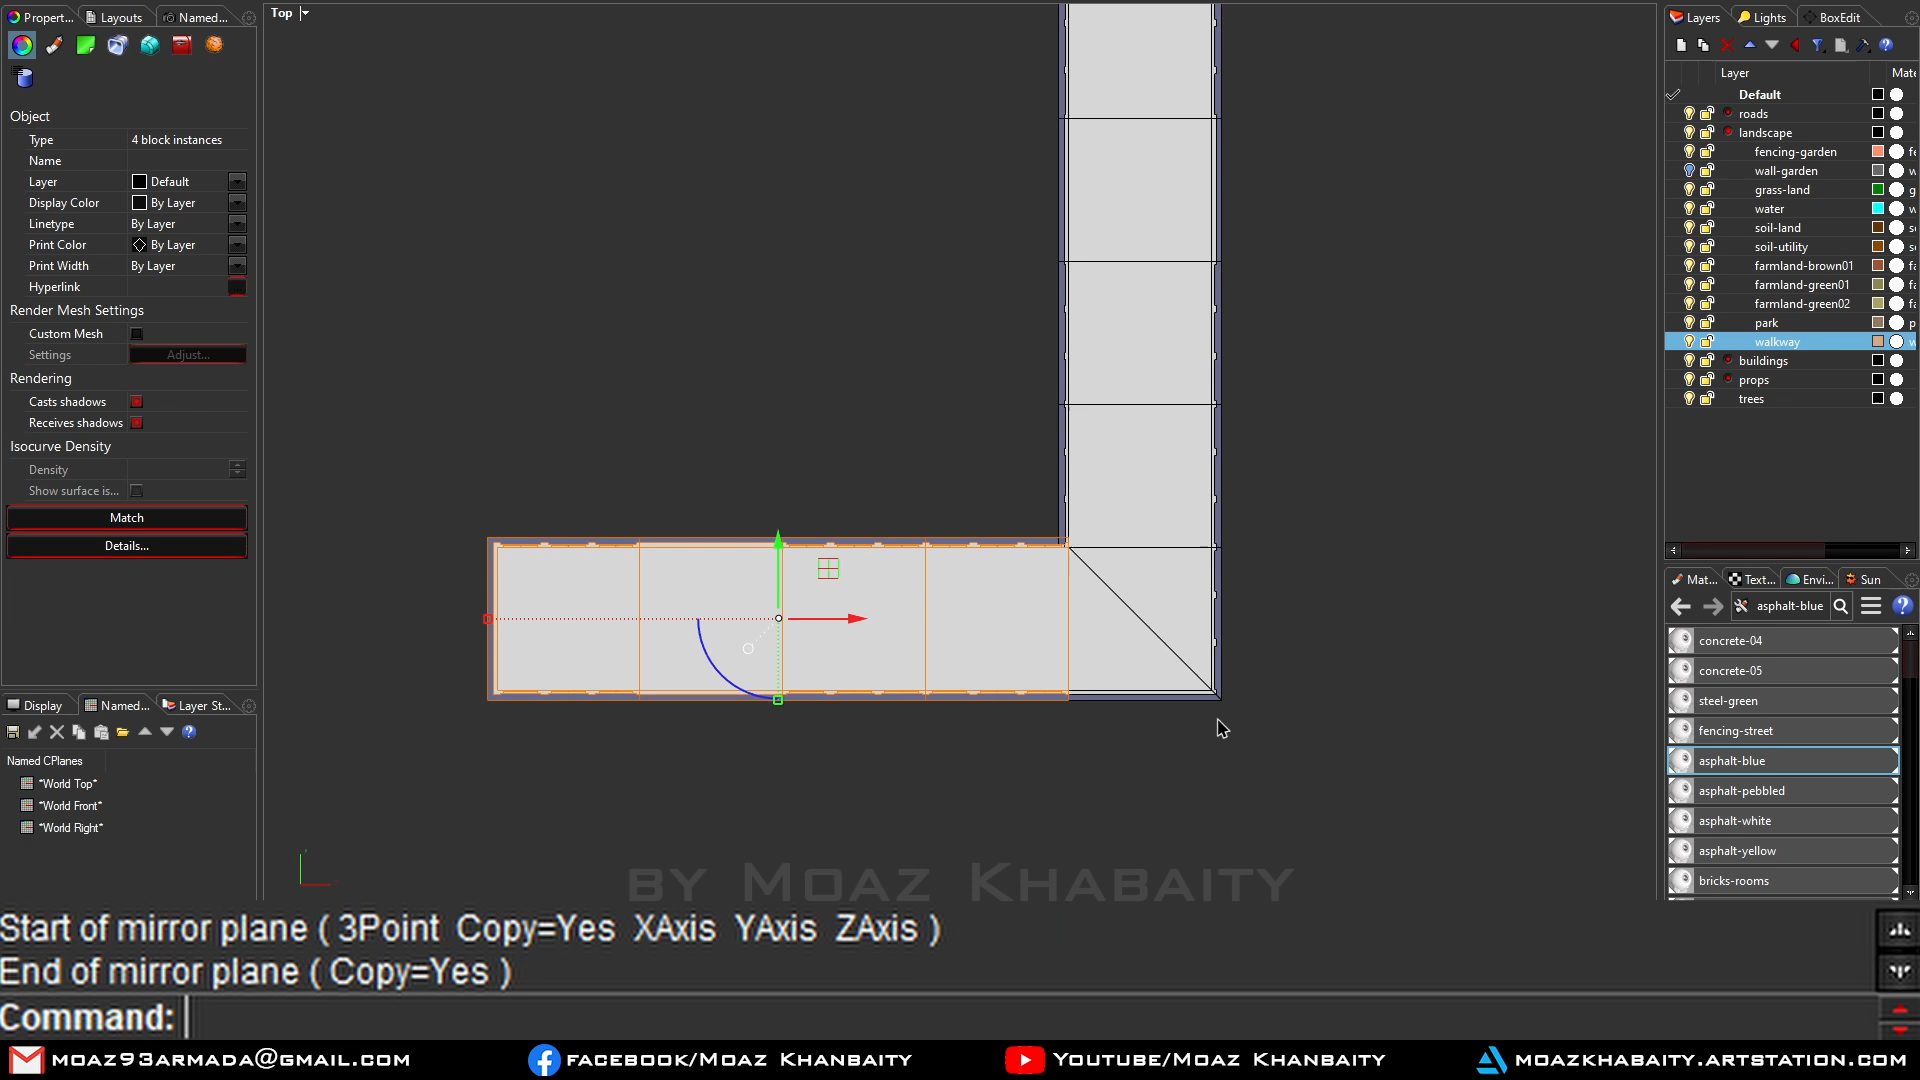 Propert...
Layouts
Named...
Object
Type 4 block instances
Name
Layer Default
Display Color By Layer
Linetype By Layer
Print Color By Layer
Print Width By Layer
Hyperlink
Render Mesh Settings
Custom Mesh
Settings Adjust...
Rendering
Casts shadows
Receives shadows
Isocurve Density
Density
Show surface is...
Match
Details...
Display
Named...
Layer St...
Named CPlanes
*World Top*
*World Front*
*World Right*
Top
Layers
Lights
BoxEdit
Layer Mate
Default
roads
landscape
fencing-garden
wall-garden
grass-land
water
soil-land
soil-utility
farmland-brown01
farmland-green01
farmland-green02
park
walkway
buildings
props
trees
Mat...
Text...
Envi...
Sun
asphalt-blue
concrete-04
concrete-05
steel-green
fencing-street
asphalt-blue
asphalt-pebbled
asphalt-white
asphalt-yellow
bricks-rooms
by Moaz Khabaity
Start of mirror plane ( 3Point Copy=Yes XAxis YAxis ZAxis )
End of mirror plane ( Copy=Yes )
Command:
moaz93armada@gmail.com
facebook/Moaz Khanbaity
Youtube/Moaz Khanbaity
moazkhabaity.artstation.com